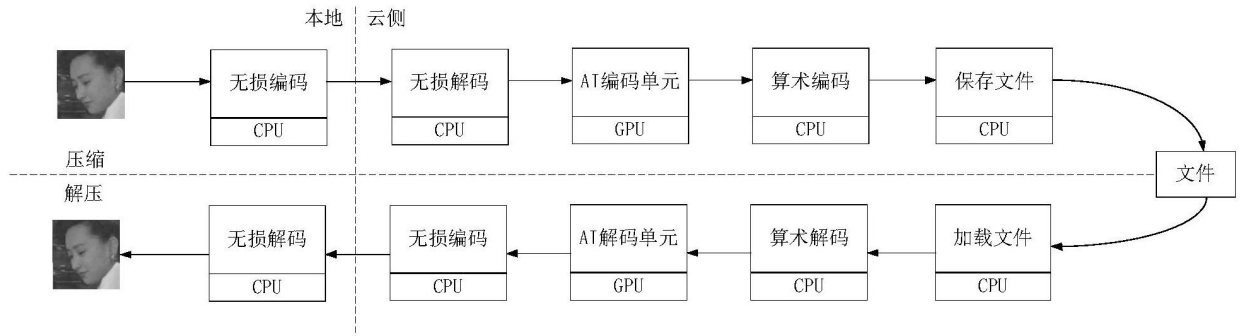 本地 云侧
无损编码 无损解码 AI编码单元 算术编码 保存文件
CPU CPU GPU CPU CPU
压缩
文件
解压
无损解码 无损编码 AI解码单元 算术解码 加载文件
CPU CPU GPU CPU CPU